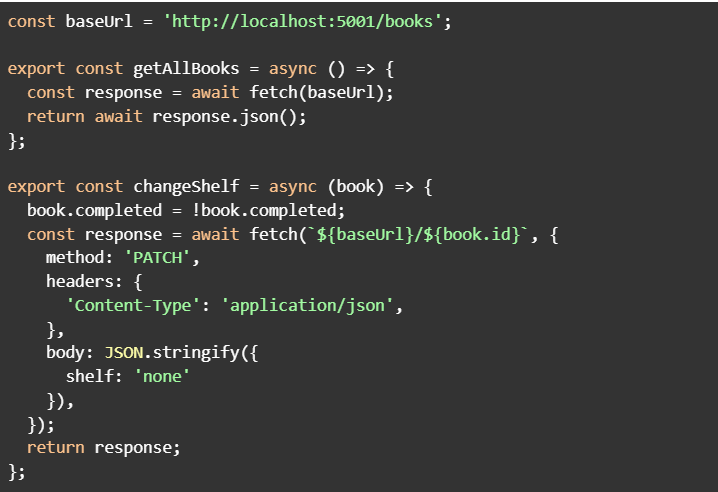 const baseUrl = 'http://localhost:5001/books';

export const getAllBooks = async () => {
  const response = await fetch(baseUrl);
  return await response.json();
};

export const changeShelf = async (book) => {
  book.completed = !book.completed;
  const response = await fetch(`${baseUrl}/${book.id}`, {
    method: 'PATCH',
    headers: {
      'Content-Type': 'application/json',
    },
    body: JSON.stringify({
      shelf: 'none'
    }),
  });
  return response;
};